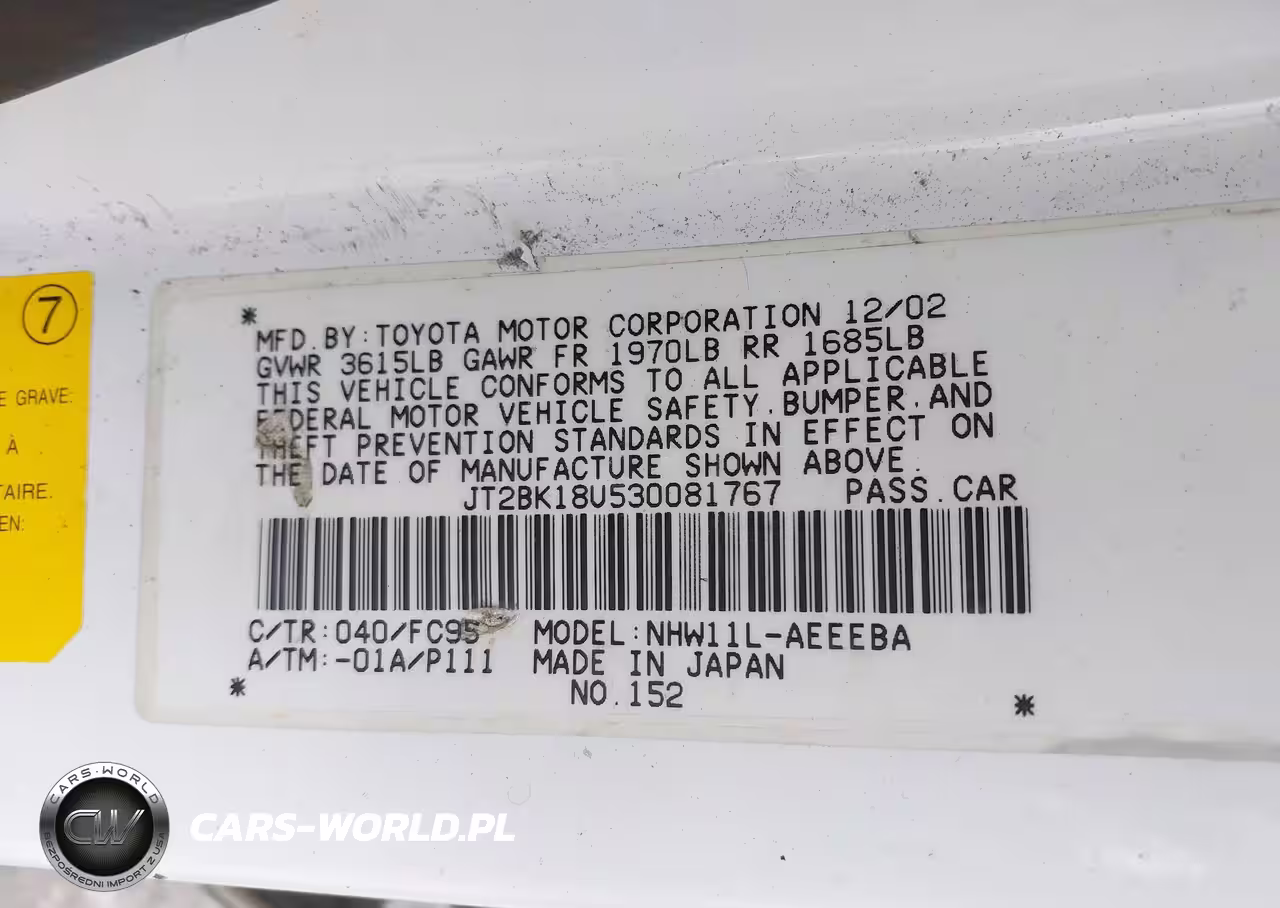 7
E GRAVE:
À
TAIRE.
EN:
*
MFD. BY: TOYOTA MOTOR CORPORATION 12/02
GVWR 3615LB GAWR FR 1970LB RR 1685LB
THIS VEHICLE CONFORMS TO ALL APPLICABLE
FEDERAL MOTOR VEHICLE SAFETY. BUMPER. AND
THEFT PREVENTION STANDARDS IN EFFECT ON
THE DATE OF MANUFACTURE SHOWN ABOVE.
JT2BK18U530081767 PASS. CAR
C/TR: 040/FC95 MODEL: NHW11L-AEEEBA
A/TM: -01A/P111 MADE IN JAPAN
NO. 152
* *
CARS-WORLD
CW
BEZPOŚREDNI IMPORT Z USA
CARS-WORLD.PL